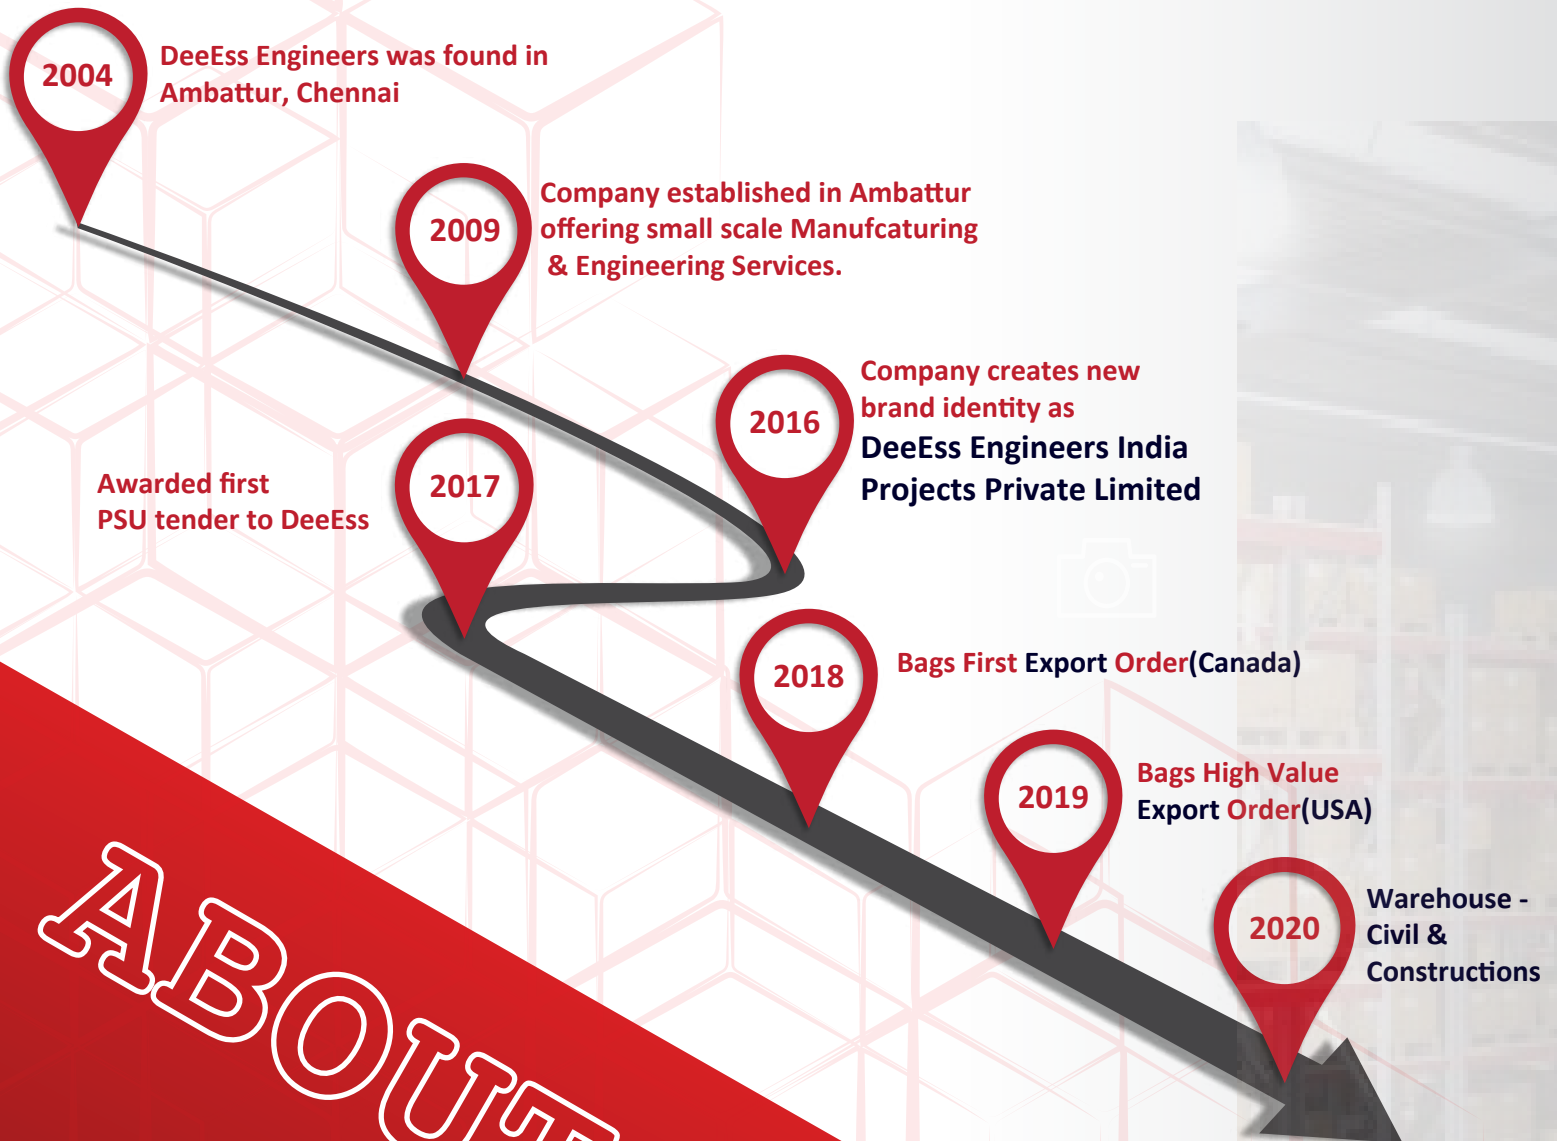 2004
DeeEss Engineers was found in
Ambattur, Chennai
2009
Company established in Ambattur
offering small scale Manufcaturing
& Engineering Services.
2016
Company creates new
brand identity as
DeeEss Engineers India
Projects Private Limited
2017
Awarded first
PSU tender to DeeEss
2018
Bags First Export Order(Canada)
2019
Bags High Value
Export Order(USA)
2020
Warehouse -
Civil &
Constructions
ABOUT